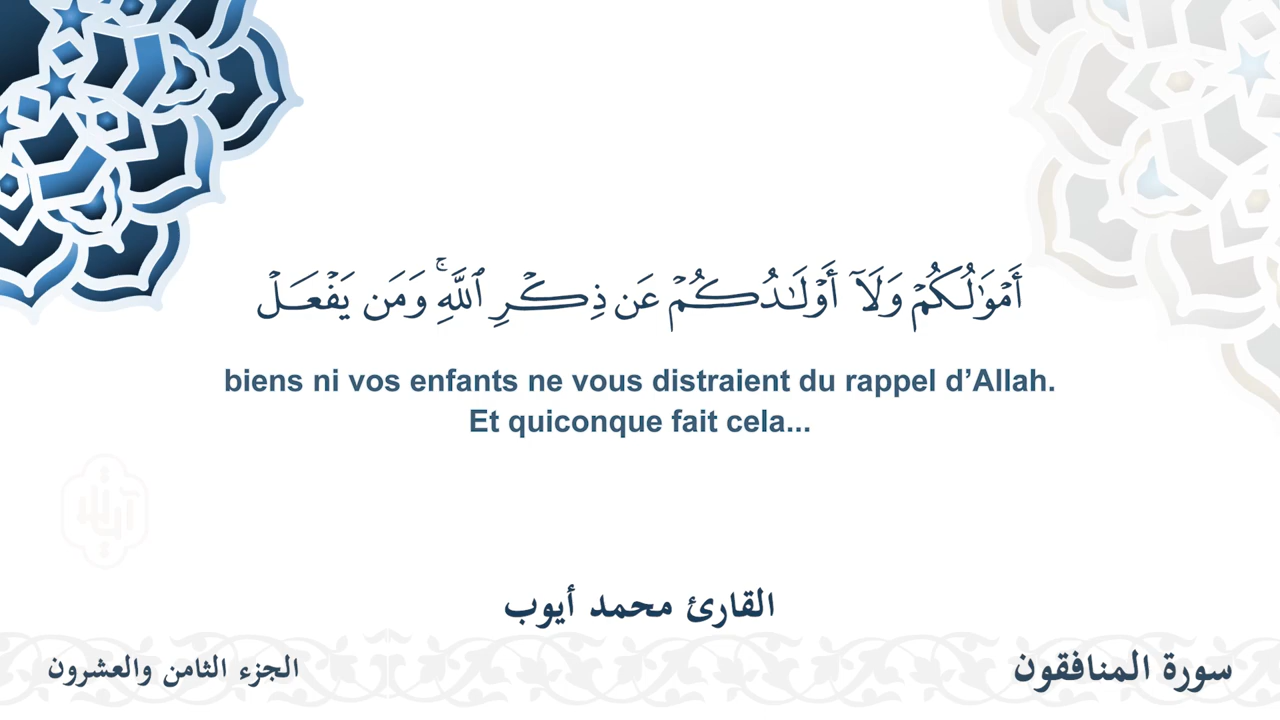 أَمْوَٰلُكُمْ وَلَآ أَوْلَـٰدُكُمْ عَن ذِكْرِ ٱللَّهِ ۚ وَمَن يَفْعَلْ
biens ni vos enfants ne vous distraient du rappel d’Allah.
Et quiconque fait cela...
القارئ محمد أيوب
سورة المنافقون
الجزء الثامن والعشرون